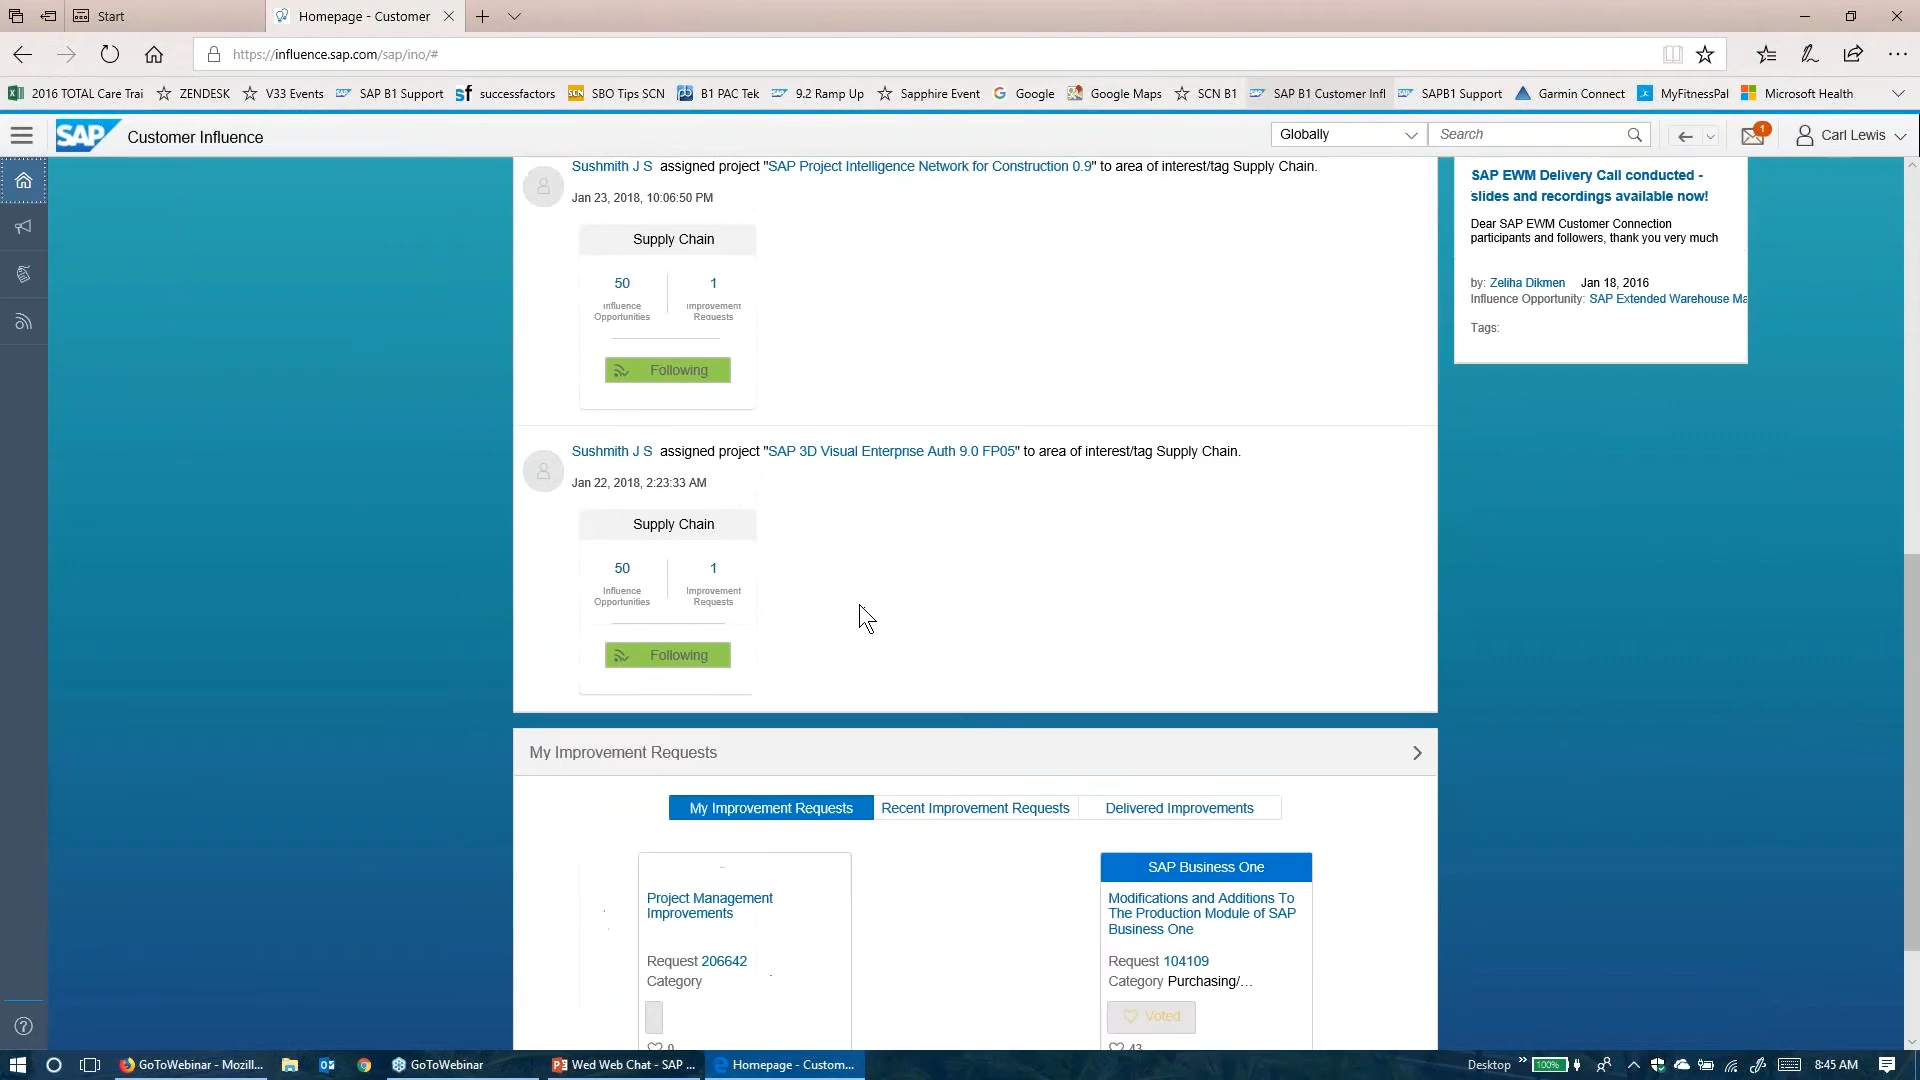 Start
Homepage - Customer
https://influence.sap.com/sap/ino/#
2016 TOTAL Care Trai ZENDESK V33 Events SAP B1 Support successfactors SBO Tips SCN B1 PAC Tek 9.2 Ramp Up Sapphire Event Google Google Maps SCN B1 SAP B1 Customer Infl SAPB1 Support Garmin Connect MyFitnessPal Microsoft Health
SAP Customer Influence
Globally
Search
1
Carl Lewis
Sushmith J S assigned project "SAP Project Intelligence Network for Construction 0.9" to area of interest/tag Supply Chain.
Jan 23, 2018, 10:06:50 PM
Supply Chain
50 1
Influence Improvement
Opportunities Requests
Following
Sushmith J S assigned project "SAP 3D Visual Enterprise Auth 9.0 FP05" to area of interest/tag Supply Chain.
Jan 22, 2018, 2:23:33 AM
Supply Chain
50 1
Influence Improvement
Opportunities Requests
Following
SAP EWM Delivery Call conducted -
slides and recordings available now!
Dear SAP EWM Customer Connection
participants and followers, thank you very much
by: Zeliha Dikmen Jan 18, 2016
Influence Opportunity: SAP Extended Warehouse Ma
Tags:
My Improvement Requests
My Improvement Requests Recent Improvement Requests Delivered Improvements
Project Management
Improvements
Request 206642
Category
0
SAP Business One
Modifications and Additions To
The Production Module of SAP
Business One
Request 104109
Category Purchasing/...
Voted
43
GoToWebinar - Mozill... GoToWebinar Wed Web Chat - SAP ... Homepage - Custom... Desktop 100% 8:45 AM